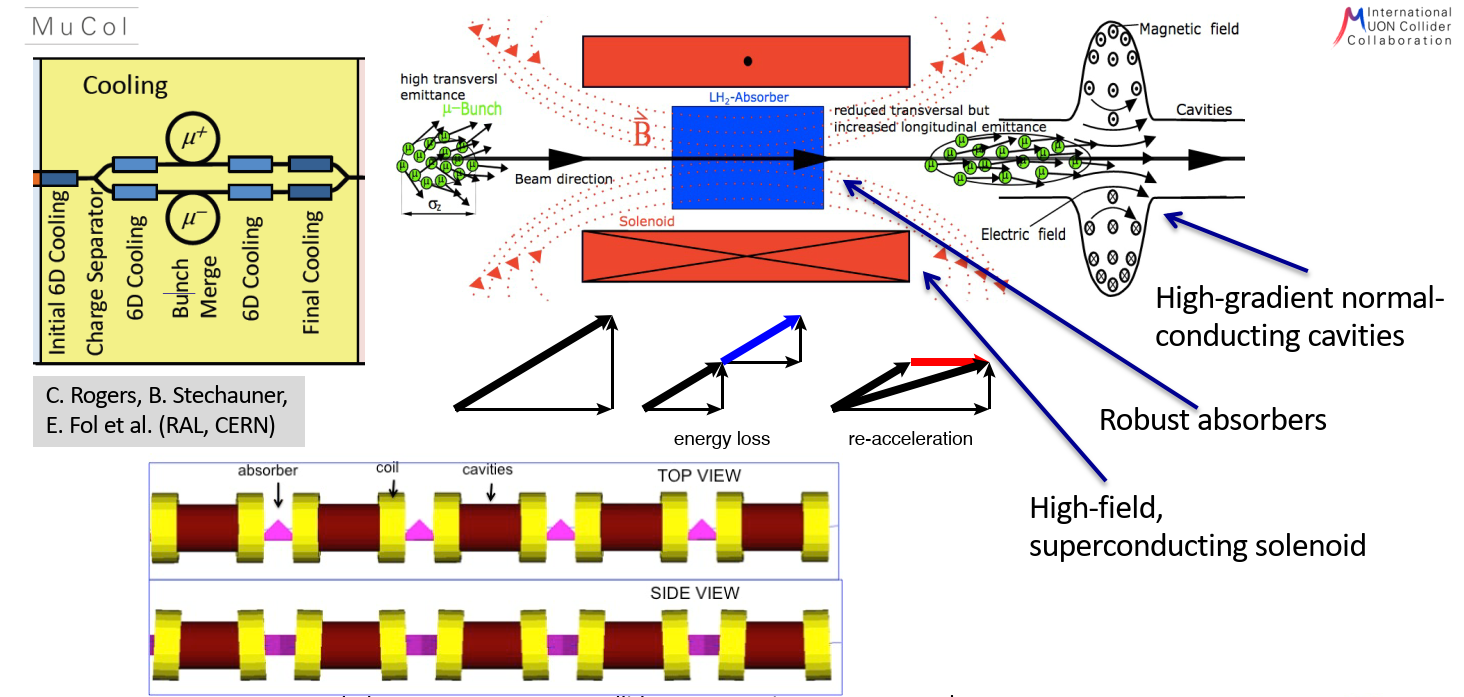 MuCol
International
UON Collider
Collaboration
Cooling
μ+
μ−
Initial 6D Cooling
Charge Separator
6D Cooling
Bunch
Merge
6D Cooling
Final Cooling
C. Rogers, B. Stechauner,
E. Fol et al. (RAL, CERN)
high transversl
emittance
μ-Bunch
σz
Beam direction
B
LH2-Absorber
Solenoid
reduced transversal but
increased longitudinal emittance
Magnetic field
Cavities
Electric field
energy loss
re-acceleration
High-gradient normal-
conducting cavities
Robust absorbers
High-field,
superconducting solenoid
absorber
coil
cavities
TOP VIEW
SIDE VIEW